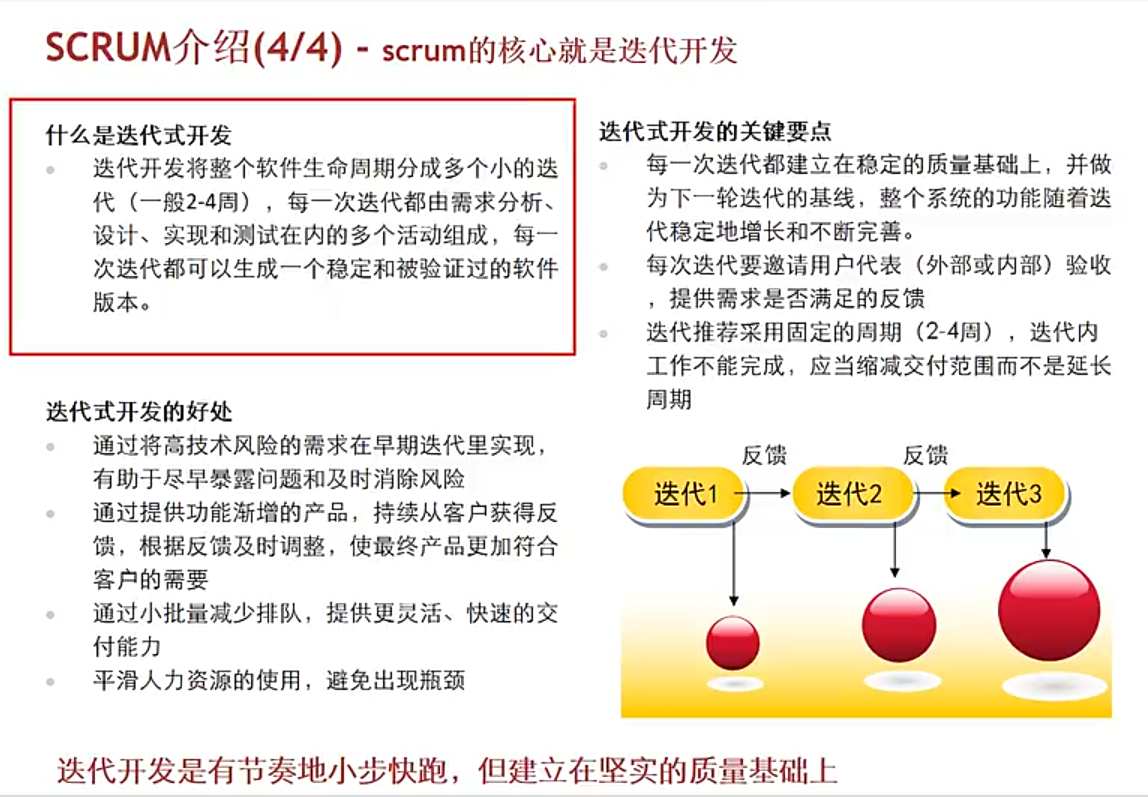 SCRUM介绍(4/4) - scrum的核心就是迭代开发
什么是迭代式开发
迭代开发将整个软件生命周期分成多个小的迭
代（一般2-4周），每一次迭代都由需求分析、
设计、实现和测试在内的多个活动组成，每一
次迭代都可以生成一个稳定和被验证过的软件
版本。
迭代式开发的好处
通过将高技术风险的需求在早期迭代里实现，
有助于尽早暴露问题和及时消除风险
通过提供功能渐增的产品，持续从客户获得反
馈，根据反馈及时调整，使最终产品更加符合
客户的需要
通过小批量减少排队，提供更灵活、快速的交
付能力
平滑人力资源的使用，避免出现瓶颈
迭代式开发的关键要点
每一次迭代都建立在稳定的质量基础上，并做
为下一轮迭代的基线，整个系统的功能随着迭
代稳定地增长和不断完善。
每次迭代要邀请用户代表（外部或内部）验收
，提供需求是否满足的反馈
迭代推荐采用固定的周期（2-4周），迭代内
工作不能完成，应当缩减交付范围而不是延长
周期
反馈 反馈
迭代1 迭代2 迭代3
迭代开发是有节奏地小步快跑，但建立在坚实的质量基础上